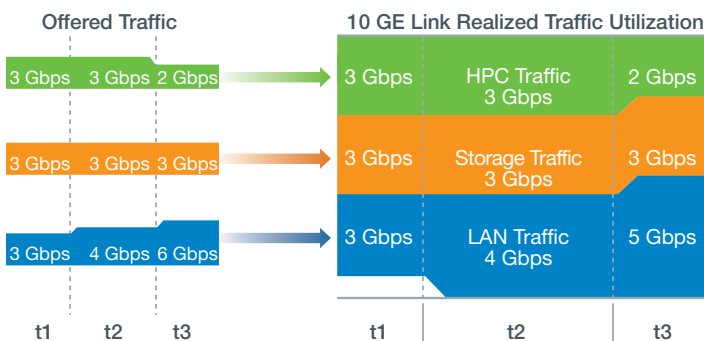 Offered Traffic
10 GE Link Realized Traffic Utilization
3 Gbps
3 Gbps
2 Gbps
3 Gbps
HPC Traffic
3 Gbps
2 Gbps
3 Gbps
3 Gbps
3 Gbps
3 Gbps
Storage Traffic
3 Gbps
3 Gbps
3 Gbps
4 Gbps
6 Gbps
3 Gbps
LAN Traffic
4 Gbps
5 Gbps
t1
t2
t3
t1
t2
t3